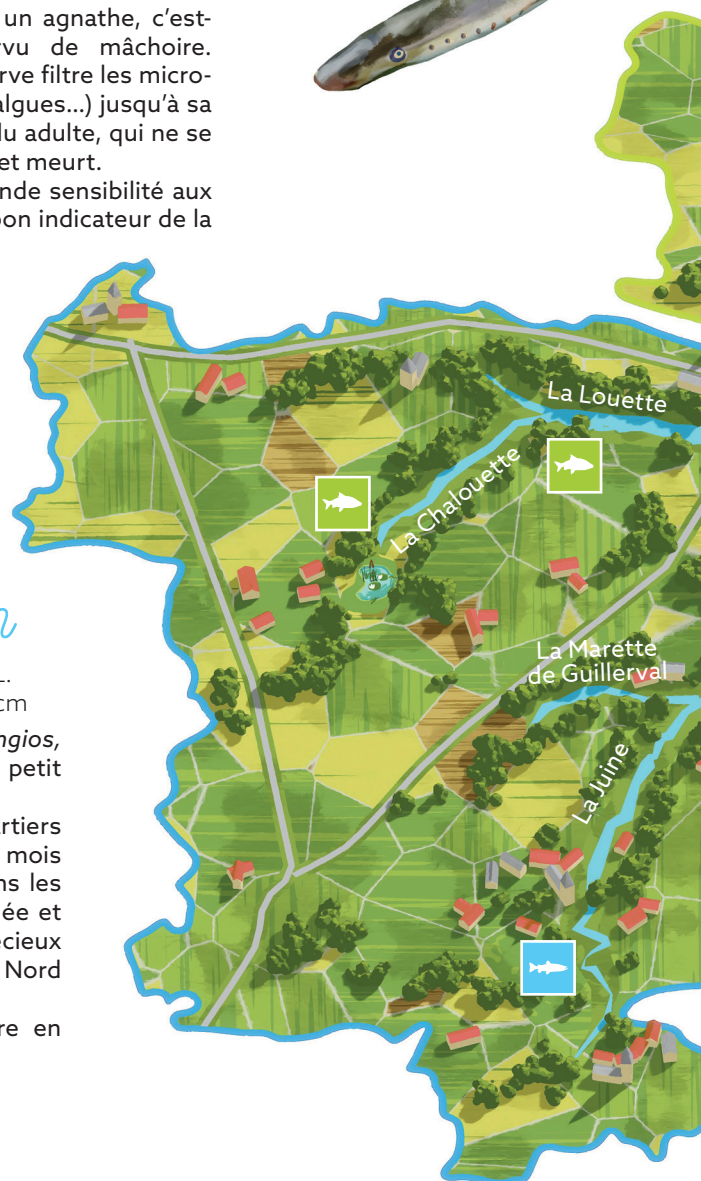 un agnathe, c'est-
rvu de mâchoire.
rve filtre les micro-
algues...) jusqu'à sa
du adulte, qui ne se
et meurt.
nde sensibilité aux
bon indicateur de la
La Louette
La Chalouette
La Marette
de Guillerval
La Juine
cm
ngios,
petit
rtiers
mois
ns les
ée et
écieux
Nord
re en